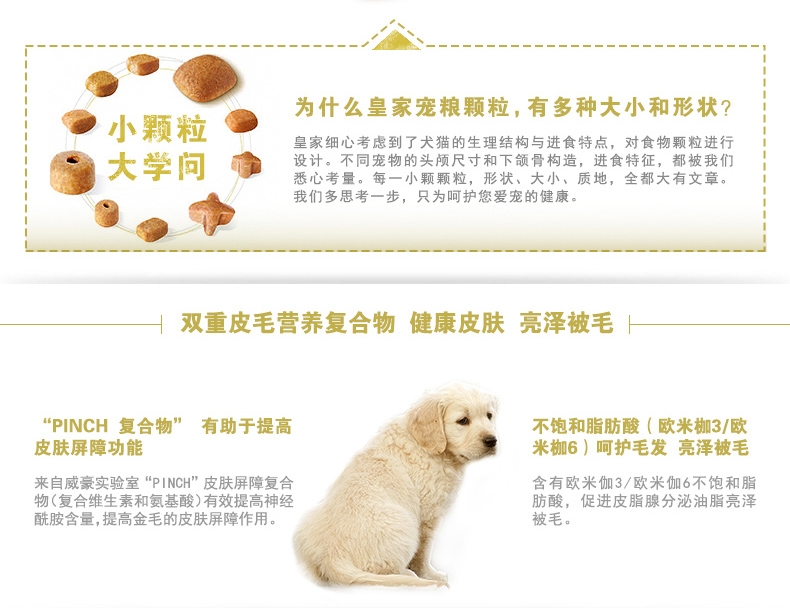 小颗粒
大学问
为什么皇家宠粮颗粒，有多种大小和形状？
皇家细心考虑到了犬猫的生理结构与进食特点，对食物颗粒进行
设计。不同宠物的头颅尺寸和下颌骨构造，进食特征，都被我们
悉心考量。每一小颗颗粒，形状、大小、质地，全都大有文章。
我们多思考一步，只为呵护您爱宠的健康。
双重皮毛营养复合物 健康皮肤 亮泽被毛
“PINCH 复合物” 有助于提高
皮肤屏障功能
来自威豪实验室“PINCH”皮肤屏障复合
物（复合维生素和氨基酸）有效提高神经
酰胺含量，提高金毛的皮肤屏障作用。
不饱和脂肪酸（欧米枷3/欧
米枷6）呵护毛发 亮泽被毛
含有欧米伽3/欧米伽6不饱和脂
肪酸，促进皮脂腺分泌油脂亮泽
被毛。